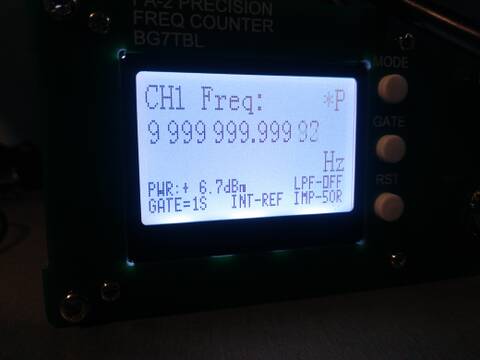 FA-2 PRECISION
FREQ COUNTER
BG7TBL
MODE
CH1 Freq: *P
9 999 999.999
Hz
PWR:+ 6.7dBm LPF-OFF
GATE=1S INT-REF IMP-50R
GATE
RST